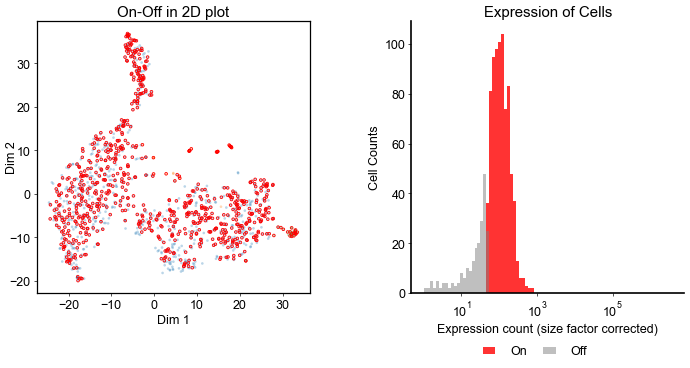 On-Off in 2D plot
Dim 2
30
20
10
0
−10
−20
−20 −10 0 10 20 30
Dim 1
Expression of Cells
Cell Counts
100
80
60
40
20
0
10^1 10^3 10^5
Expression count (size factor corrected)
On Off